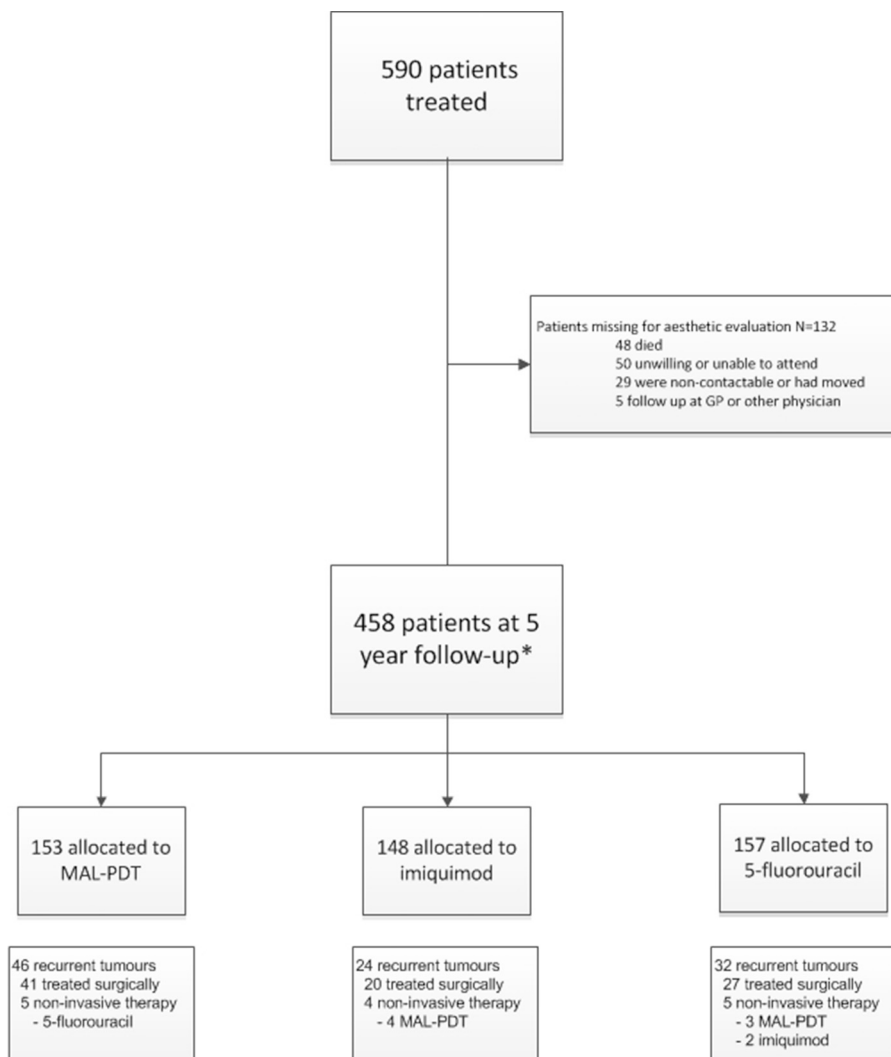 590 patients
treated
Patients missing for aesthetic evaluation N=132
48 died
50 unwilling or unable to attend
29 were non-contactable or had moved
5 follow up at GP or other physician
458 patients at 5
year follow-up*
153 allocated to
MAL-PDT
148 allocated to
imiquimod
157 allocated to
5-fluorouracil
46 recurrent tumours
41 treated surgically
5 non-invasive therapy
- 5-fluorouracil
24 recurrent tumours
20 treated surgically
4 non-invasive therapy
- 4 MAL-PDT
32 recurrent tumours
27 treated surgically
5 non-invasive therapy
- 3 MAL-PDT
- 2 imiquimod